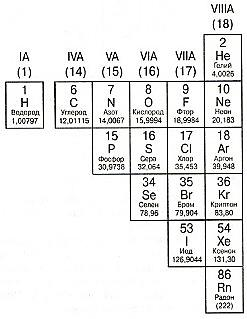 VIIIA
(18)
2
He
Гелий
4,0026
IA IVA VA VIA VIIA
(1) (14) (15) (16) (17)
1 6 7 8 9 10
H C N O F Ne
Водород Углерод Азот Кислород Фтор Неон
1,00797 12,01115 14,0067 15,9994 18,9984 20,183
15 16 17 18
P S Cl Ar
Фосфор Сера Хлор Аргон
30,9738 32,064 35,453 39,948
34 35 36
Se Br Kr
Селен Бром Криптон
78,96 79,904 83,80
53 54
I Xe
Иод Ксенон
126,9044 131,30
86
Rn
Радон
(222)